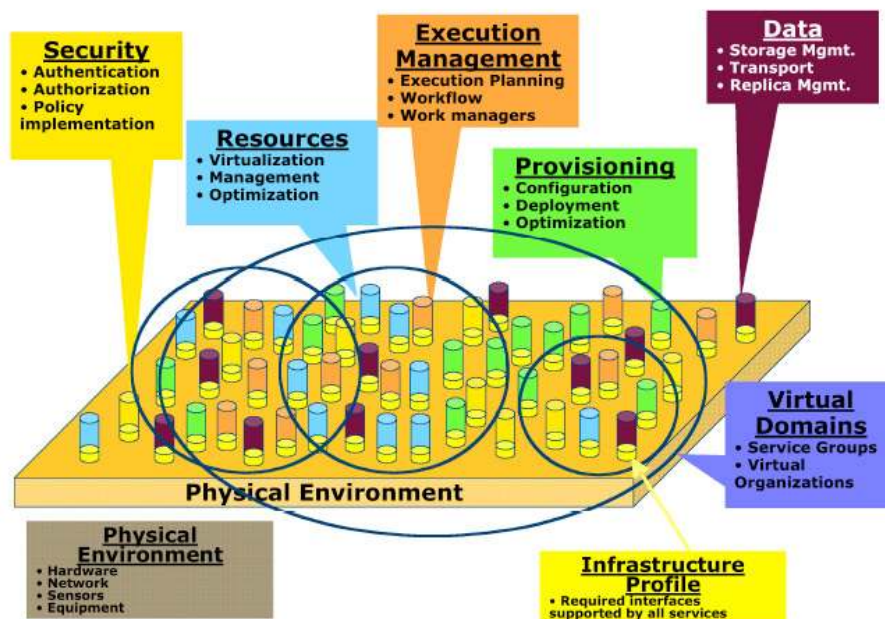 Security
• Authentication
• Authorization
• Policy
implementation
Execution
Management
• Execution Planning
• Workflow
• Work managers
Data
• Storage Mgmt.
• Transport
• Replica Mgmt.
Resources
• Virtualization
• Management
• Optimization
Provisioning
• Configuration
• Deployment
• Optimization
Virtual
Domains
• Service Groups
• Virtual
Organizations
Physical Environment
Physical
Environment
• Hardware
• Network
• Sensors
• Equipment
Infrastructure
Profile
• Required interfaces
supported by all services